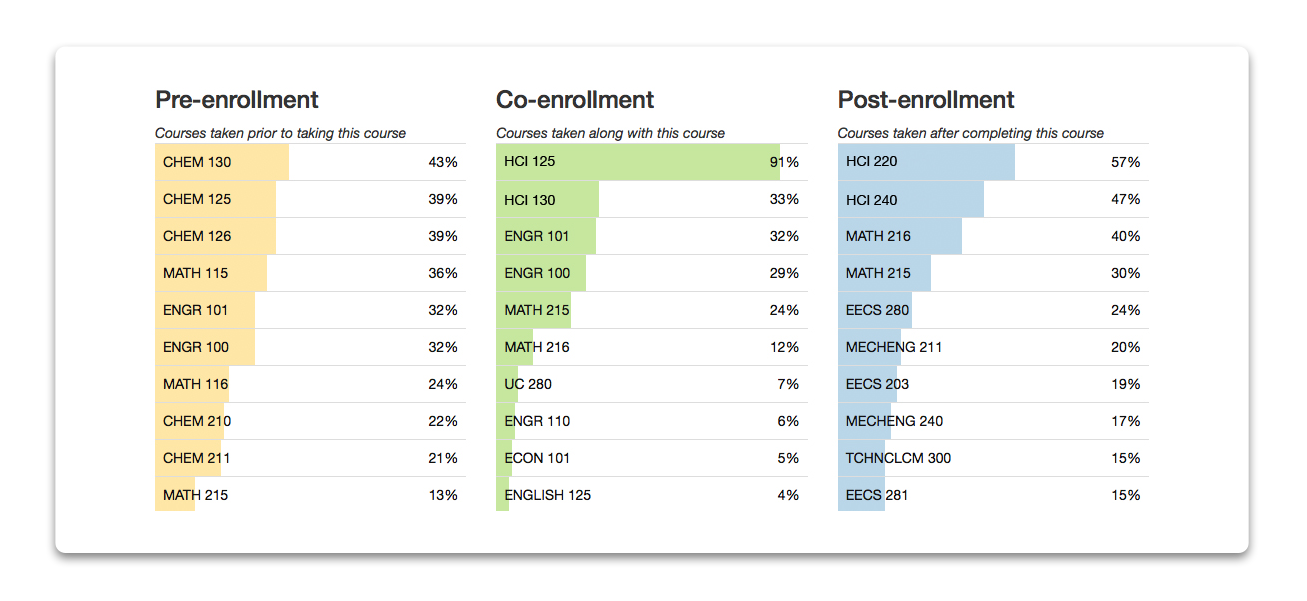 Pre-enrollment
Courses taken prior to taking this course
CHEM 130 43%
CHEM 125 39%
CHEM 126 39%
MATH 115 36%
ENGR 101 32%
ENGR 100 32%
MATH 116 24%
CHEM 210 22%
CHEM 211 21%
MATH 215 13%
Co-enrollment
Courses taken along with this course
HCI 125 91%
HCI 130 33%
ENGR 101 32%
ENGR 100 29%
MATH 215 24%
MATH 216 12%
UC 280 7%
ENGR 110 6%
ECON 101 5%
ENGLISH 125 4%
Post-enrollment
Courses taken after completing this course
HCI 220 57%
HCI 240 47%
MATH 216 40%
MATH 215 30%
EECS 280 24%
MECHENG 211 20%
EECS 203 19%
MECHENG 240 17%
TCHNCLCM 300 15%
EECS 281 15%